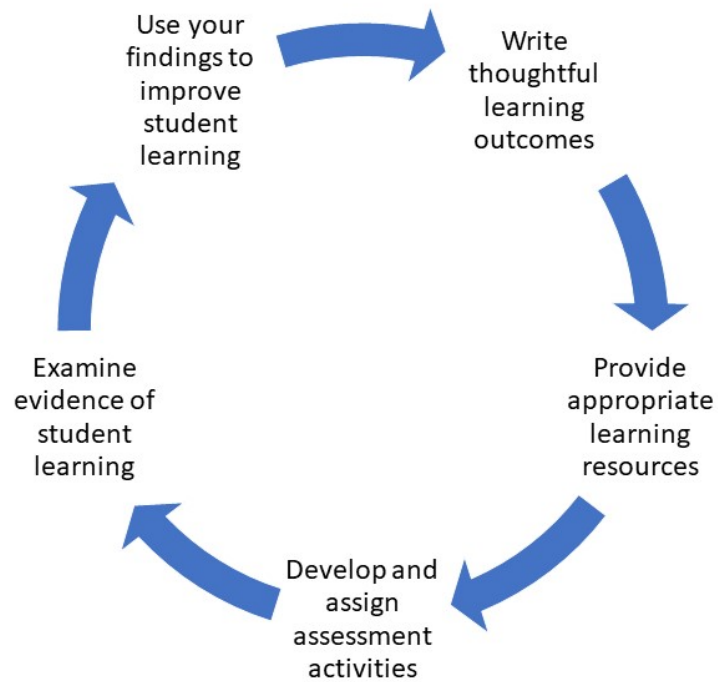 Use your
findings to
improve
student
learning
Write
thoughtful
learning
outcomes
Provide
appropriate
learning
resources
Develop and
assign
assessment
activities
Examine
evidence of
student
learning